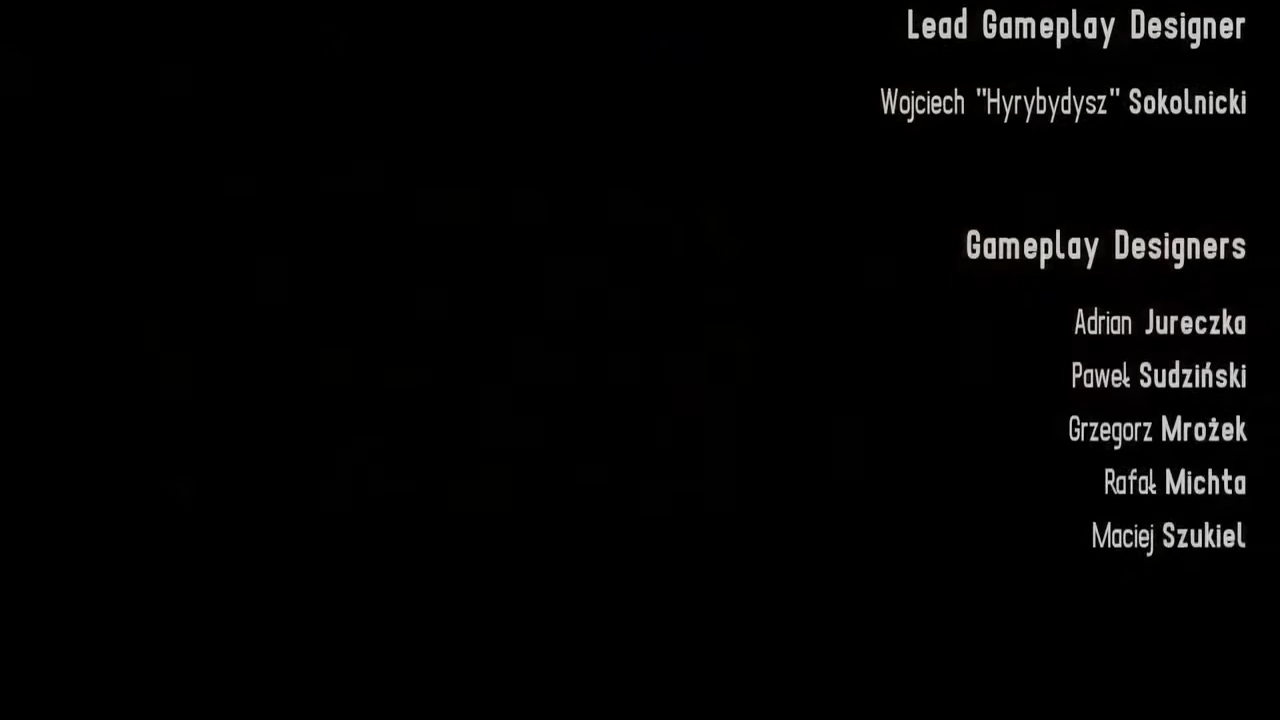 Lead Gameplay Designer
Wojciech "Hyrybydysz" Sokolnicki
Gameplay Designers
Adrian Jureczka
Paweł Sudziński
Grzegorz Mrożek
Rafał Michta
Maciej Szukiel